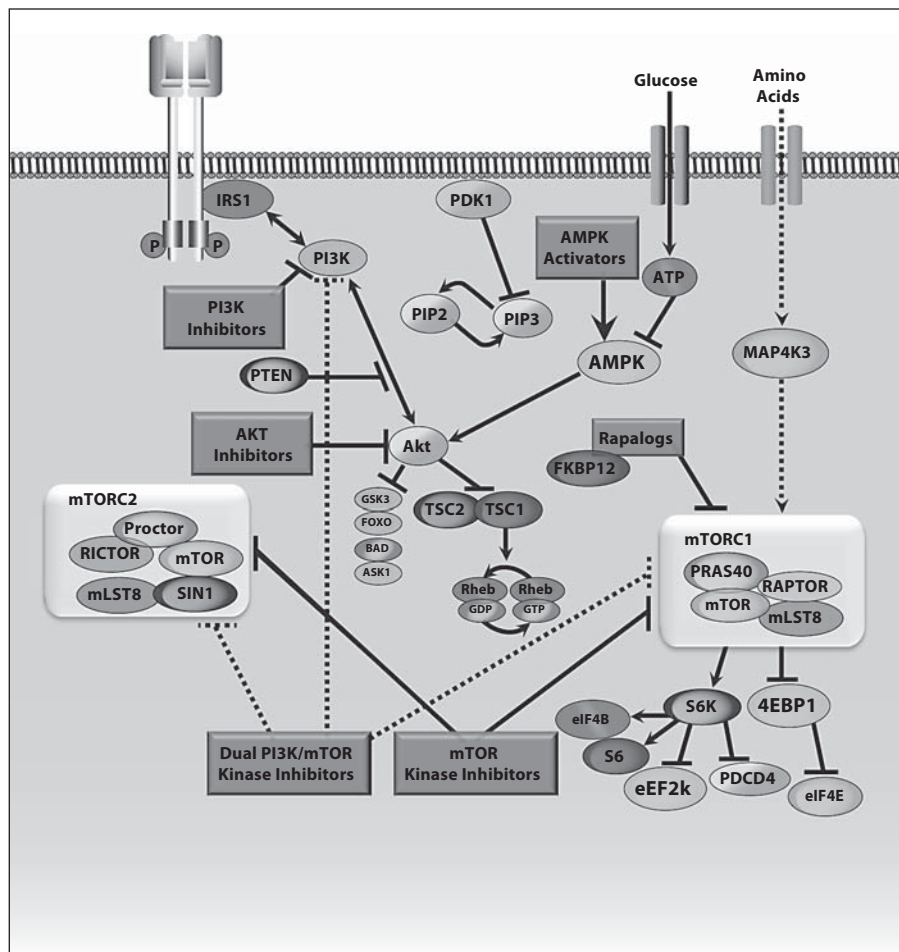 Glucose
Amino
Acids
IRS1
P
P
PI3K
PDK1
AMPK
Activators
ATP
PI3K
Inhibitors
PIP2
PIP3
AMPK
MAP4K3
PTEN
AKT
Inhibitors
Akt
Rapalogs
FKBP12
GSK3
FOXO
BAD
ASK1
TSC2
TSC1
mTORC2
Proctor
RICTOR
mTOR
mLST8
SIN1
Rheb
GDP
Rheb
GTP
mTORC1
PRAS40
RAPTOR
mTOR
mLST8
Dual PI3K/mTOR
Kinase Inhibitors
mTOR
Kinase Inhibitors
eIF4B
S6K
4EBP1
S6
eEF2k
PDCD4
eIF4E